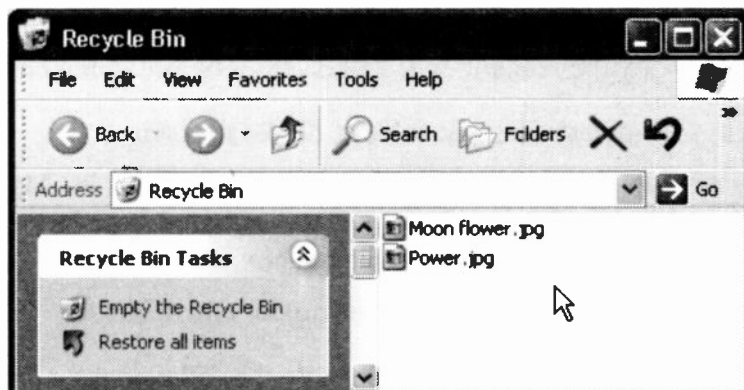 Recycle Bin
File Edit View Favorites Tools Help
Back Search Folders
Address Recycle Bin Go
Recycle Bin Tasks
Empty the Recycle Bin
Restore all items
Moon flower.jpg
Power.jpg